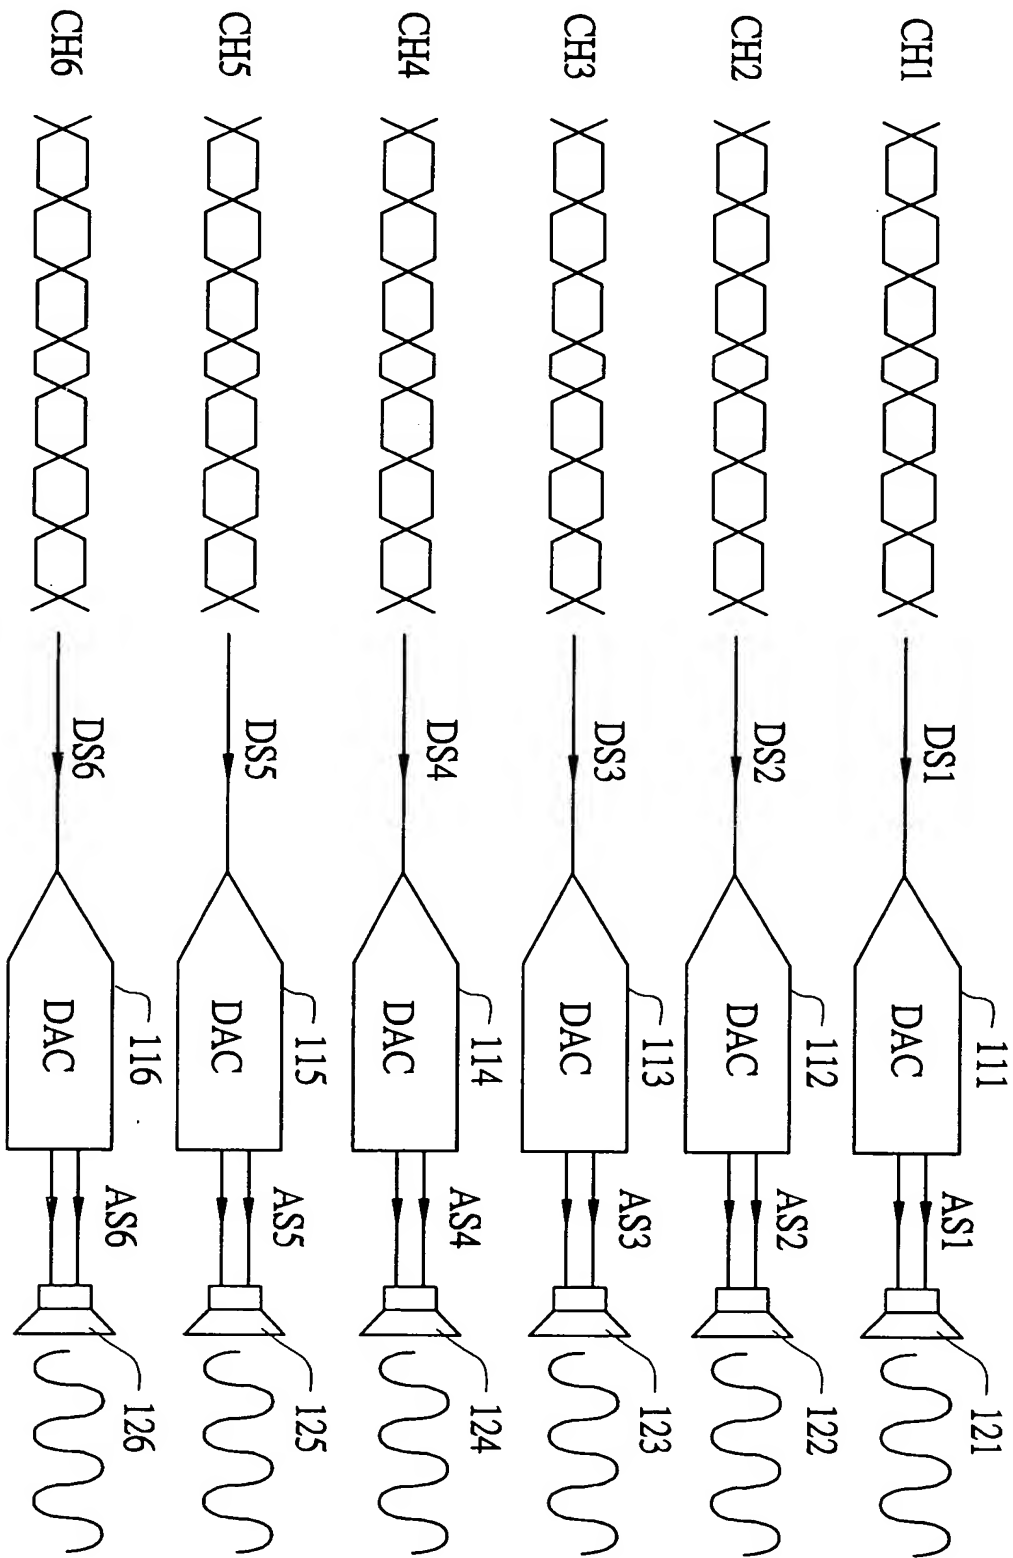 CH1
DS1
DAC
111
AS1
121
CH2
DS2
DAC
112
AS2
122
CH3
DS3
DAC
113
AS3
123
CH4
DS4
DAC
114
AS4
124
CH5
DS5
DAC
115
AS5
125
CH6
DS6
DAC
116
AS6
126